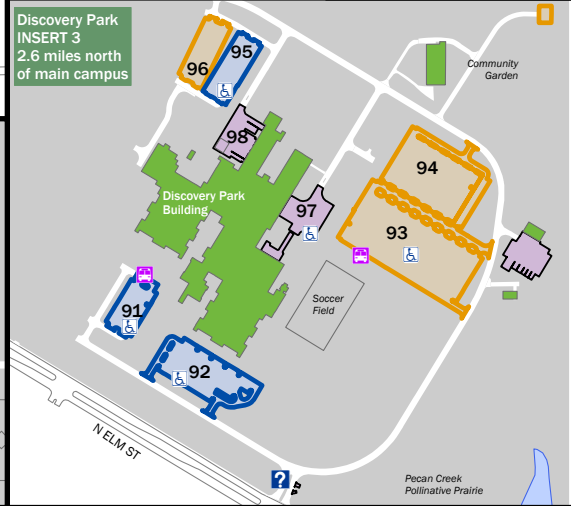 Discovery Park
INSERT 3
2.6 miles north
of main campus
95
96
Community
Garden
98
94
Discovery Park
Building
97
93
Soccer
Field
91
92
N ELM ST
?
Pecan Creek
Pollinative Prairie